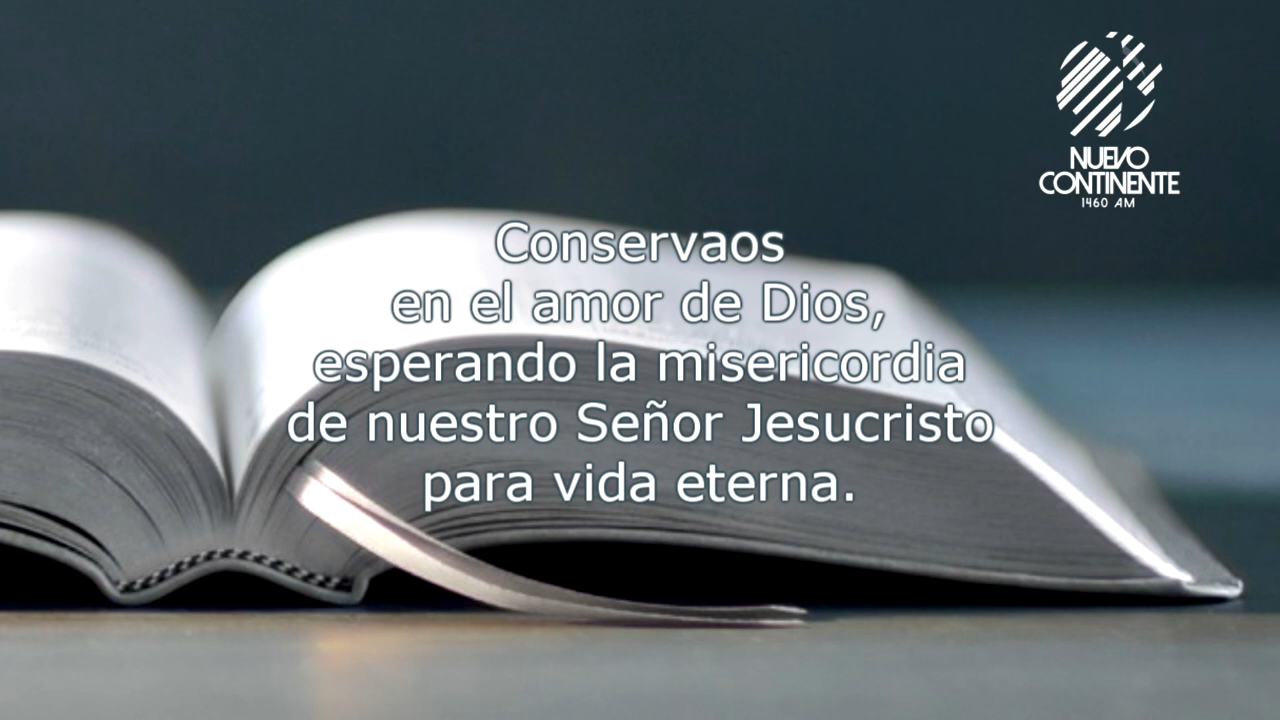 NUEVO
CONTINENTE
1460 AM
Conservaos
en el amor de Dios,
esperando la misericordia
de nuestro Señor Jesucristo
para vida eterna.